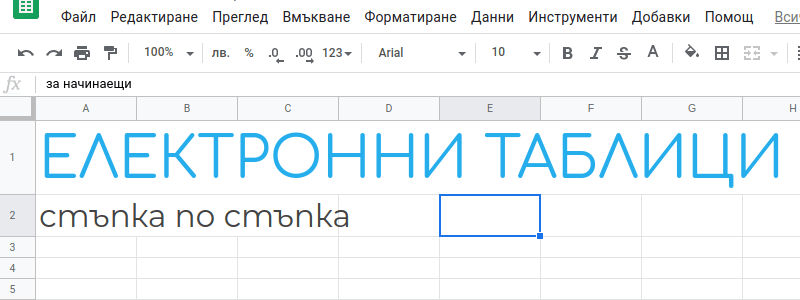 Файл Редактиране Преглед Вмъкване Форматиране Данни Инструменти Добавки Помощ
100% лв. % .0 .00 123 Arial 10 B I S A
fx за начинаещи
A B C D E F G H
1 ЕЛЕКТРОННИ ТАБЛИЦИ
2 стъпка по стъпка
3
4
5